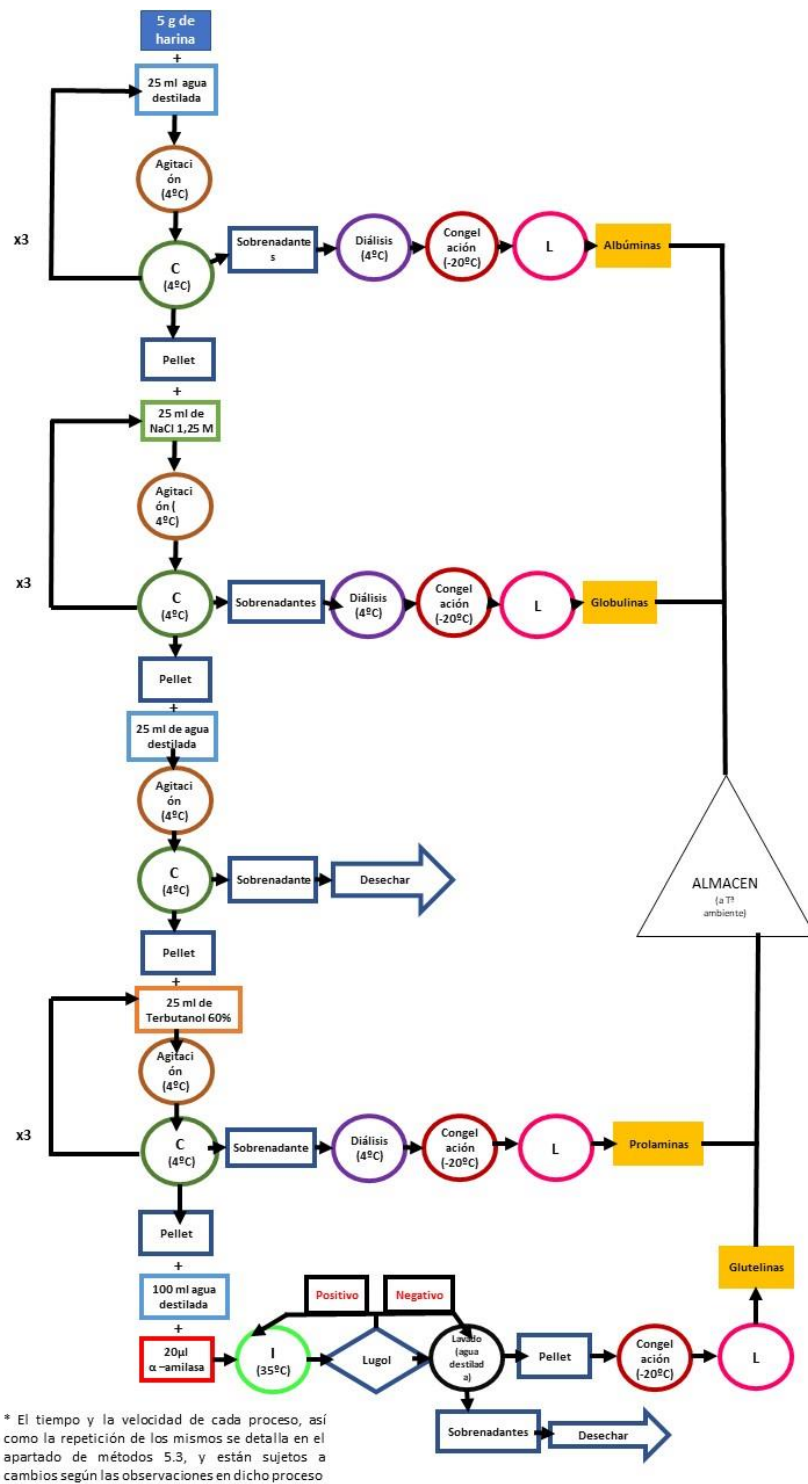 5 g de
harina
+
25 ml agua
destilada
Agitaci
ón
(4ºC)
x3
C
(4ºC)
Sobrenadante
s
Diálisis
(4ºC)
Congel
ación
(-20ºC)
L
Albúminas
Pellet
+
25 ml de
NaCl 1,25 M
Agitaci
ón (
4ºC)
x3
C
(4ºC)
Sobrenadantes
Diálisis
(4ºC)
Congel
ación
(-20ºC)
L
Globulinas
Pellet
+
25 ml de agua
destilada
Agitaci
ón
(4ºC)
C
(4ºC)
Sobrenadante
Desechar
ALMACEN
(a Tª
ambiente)
Pellet
+
25 ml de
Terbutanol 60%
Agitaci
ón
(4ºC)
x3
C
(4ºC)
Sobrenadante
Diálisis
(4ºC)
Congel
ación
(-20ºC)
L
Prolaminas
Pellet
+
100 ml agua
destilada
+
20µl
α –amilasa
Positivo
Negativo
I
(35ºC)
Lugol
Lavado
(agua
destilad
a)
Pellet
Congel
ación
(-20ºC)
L
Glutelinas
Sobrenadantes
Desechar
* El tiempo y la velocidad de cada proceso, así
como la repetición de los mismos se detalla en el
apartado de métodos 5.3, y están sujetos a
cambios según las observaciones en dicho proceso